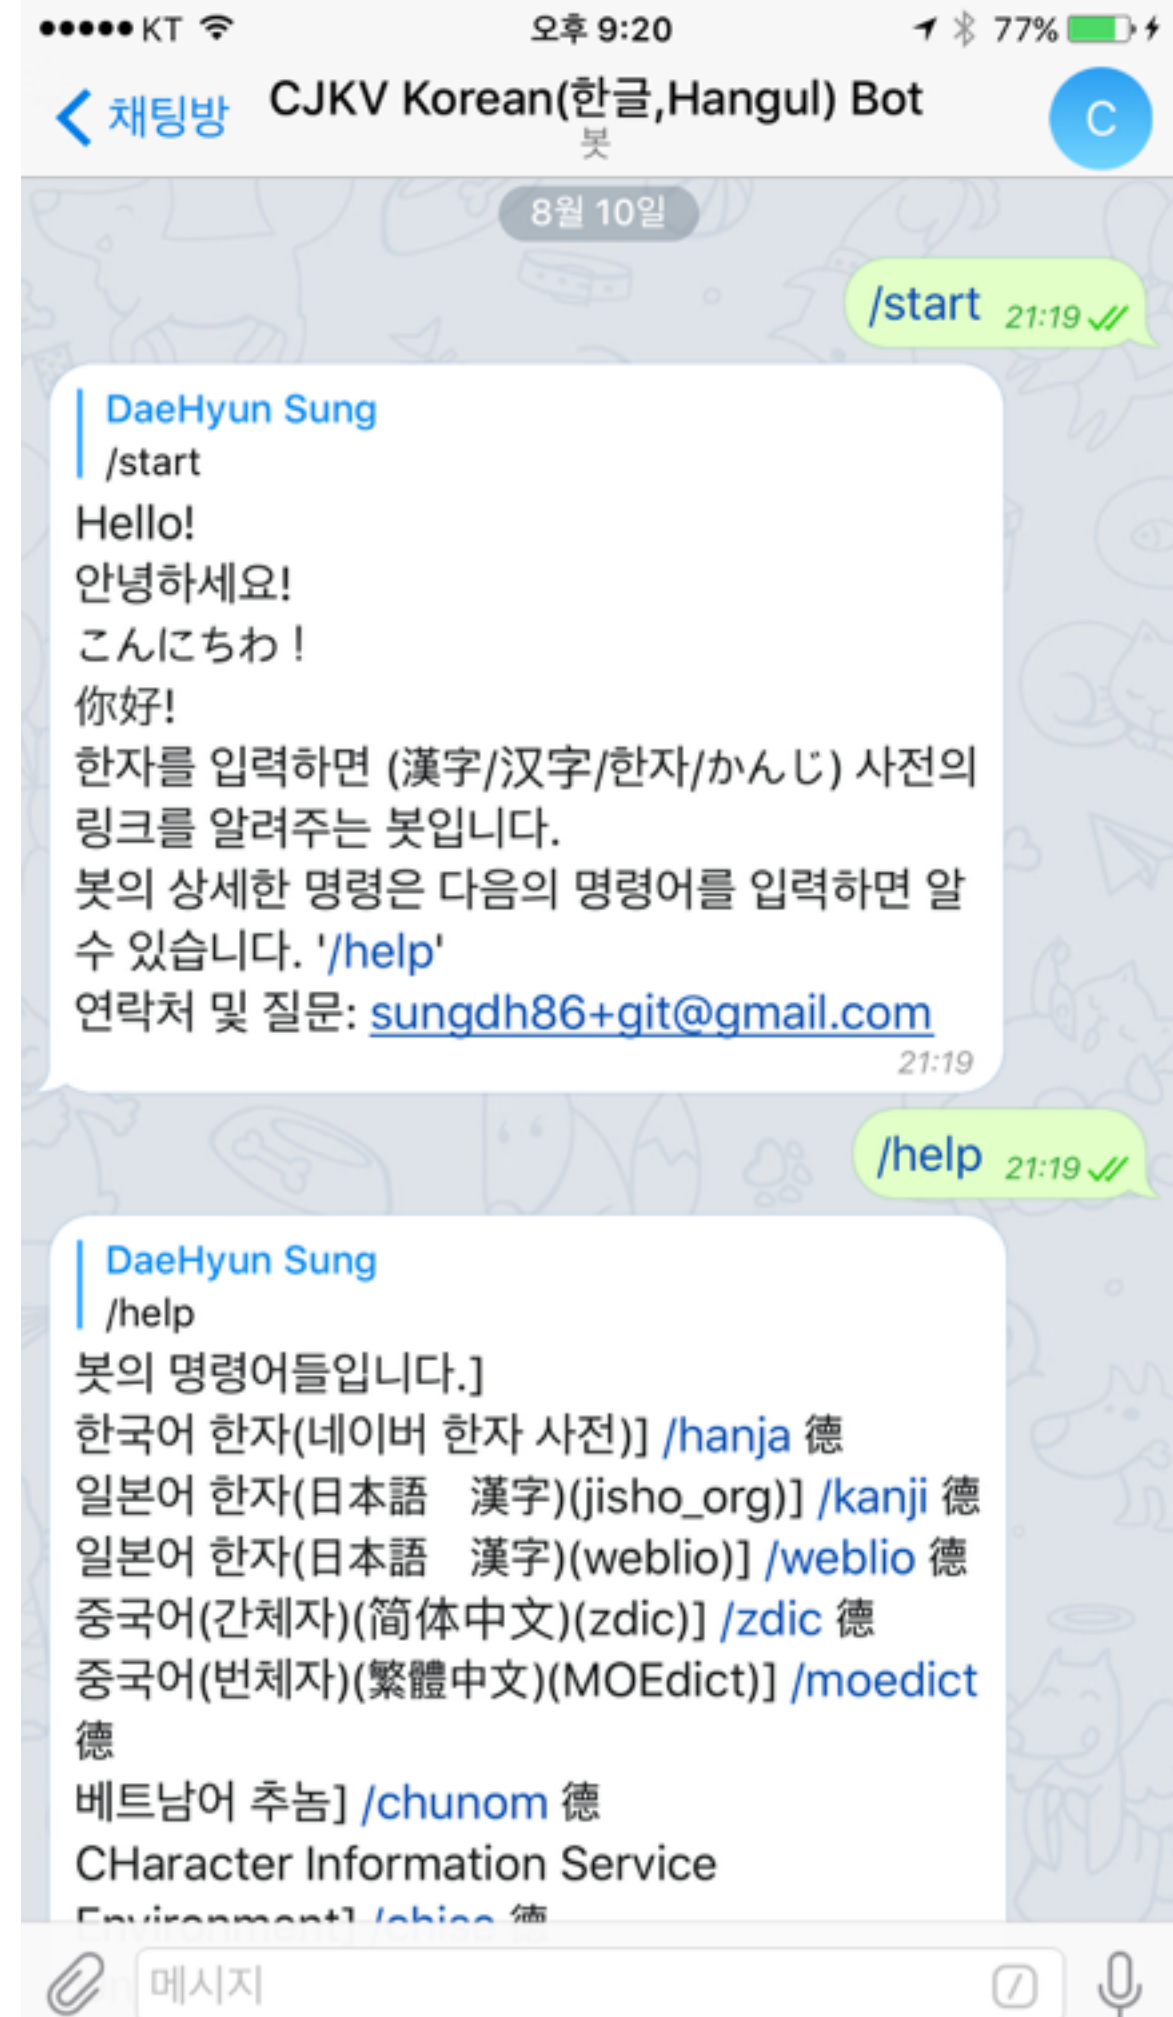 KT 오후 9:20 77%
채팅방 CJKV Korean(한글,Hangul) Bot C
봇
8월 10일
/start 21:19
DaeHyun Sung
/start
Hello!
안녕하세요!
こんにちわ！
你好!
한자를 입력하면 (漢字/汉字/한자/かんじ) 사전의
링크를 알려주는 봇입니다.
봇의 상세한 명령은 다음의 명령어를 입력하면 알
수 있습니다. '/help'
연락처 및 질문: sungdh86+git@gmail.com
21:19
/help 21:19
DaeHyun Sung
/help
봇의 명령어들입니다.]
한국어 한자(네이버 한자 사전)] /hanja 德
일본어 한자(日本語　漢字)(jisho_org)] /kanji 德
일본어 한자(日本語　漢字)(weblio)] /weblio 德
중국어(간체자)(简体中文)(zdic)] /zdic 德
중국어(번체자)(繁體中文)(MOEdict)] /moedict
德
베트남어 추놈] /chunom 德
CHaracter Information Service
Environment] /chise 德
메시지